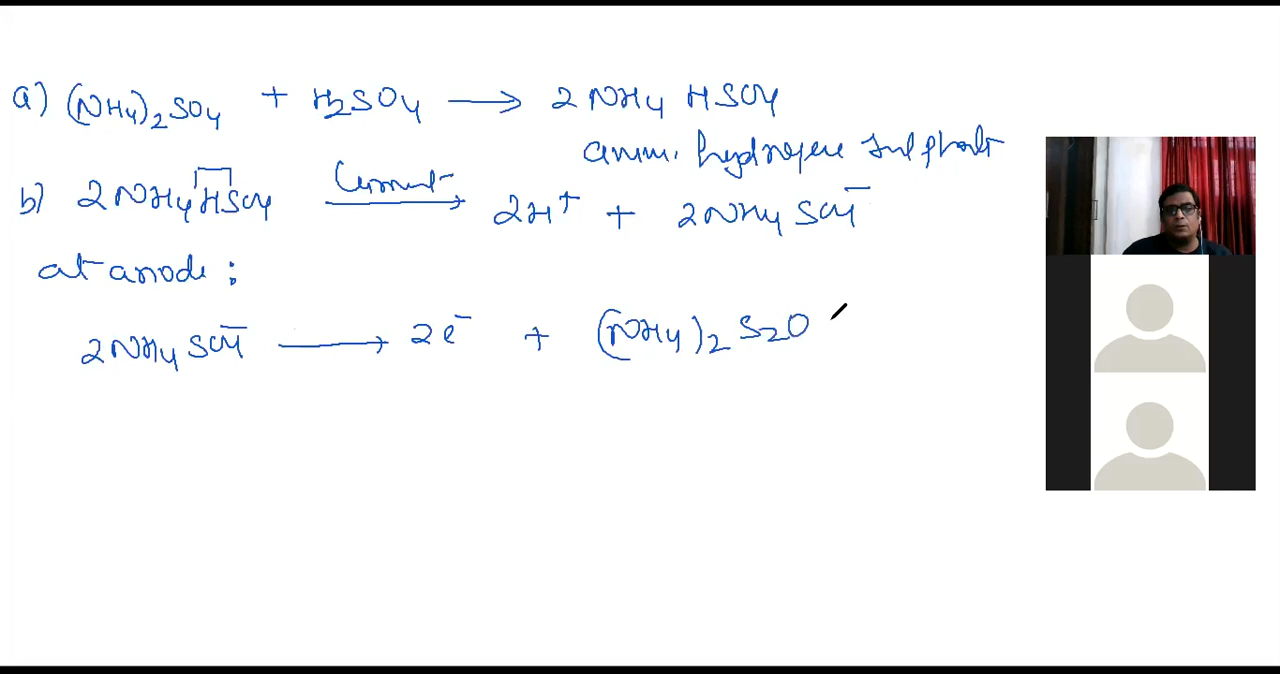 a) (NH4)2SO4 + H2SO4 → 2NH4HSO4
amm. hydrogen sulphate
b) 2NH4HSO4 Current → 2H+ + 2NH4SO4-
at anode :
2NH4SO4- → 2e- + (NH4)2S2O